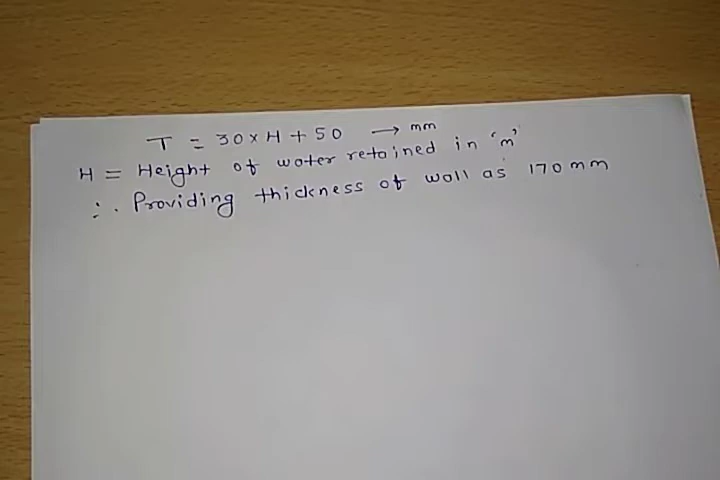 T = 30 x H + 50 → mm
H = Height of water retained in 'm'
∴ Providing thickness of wall as 170 mm